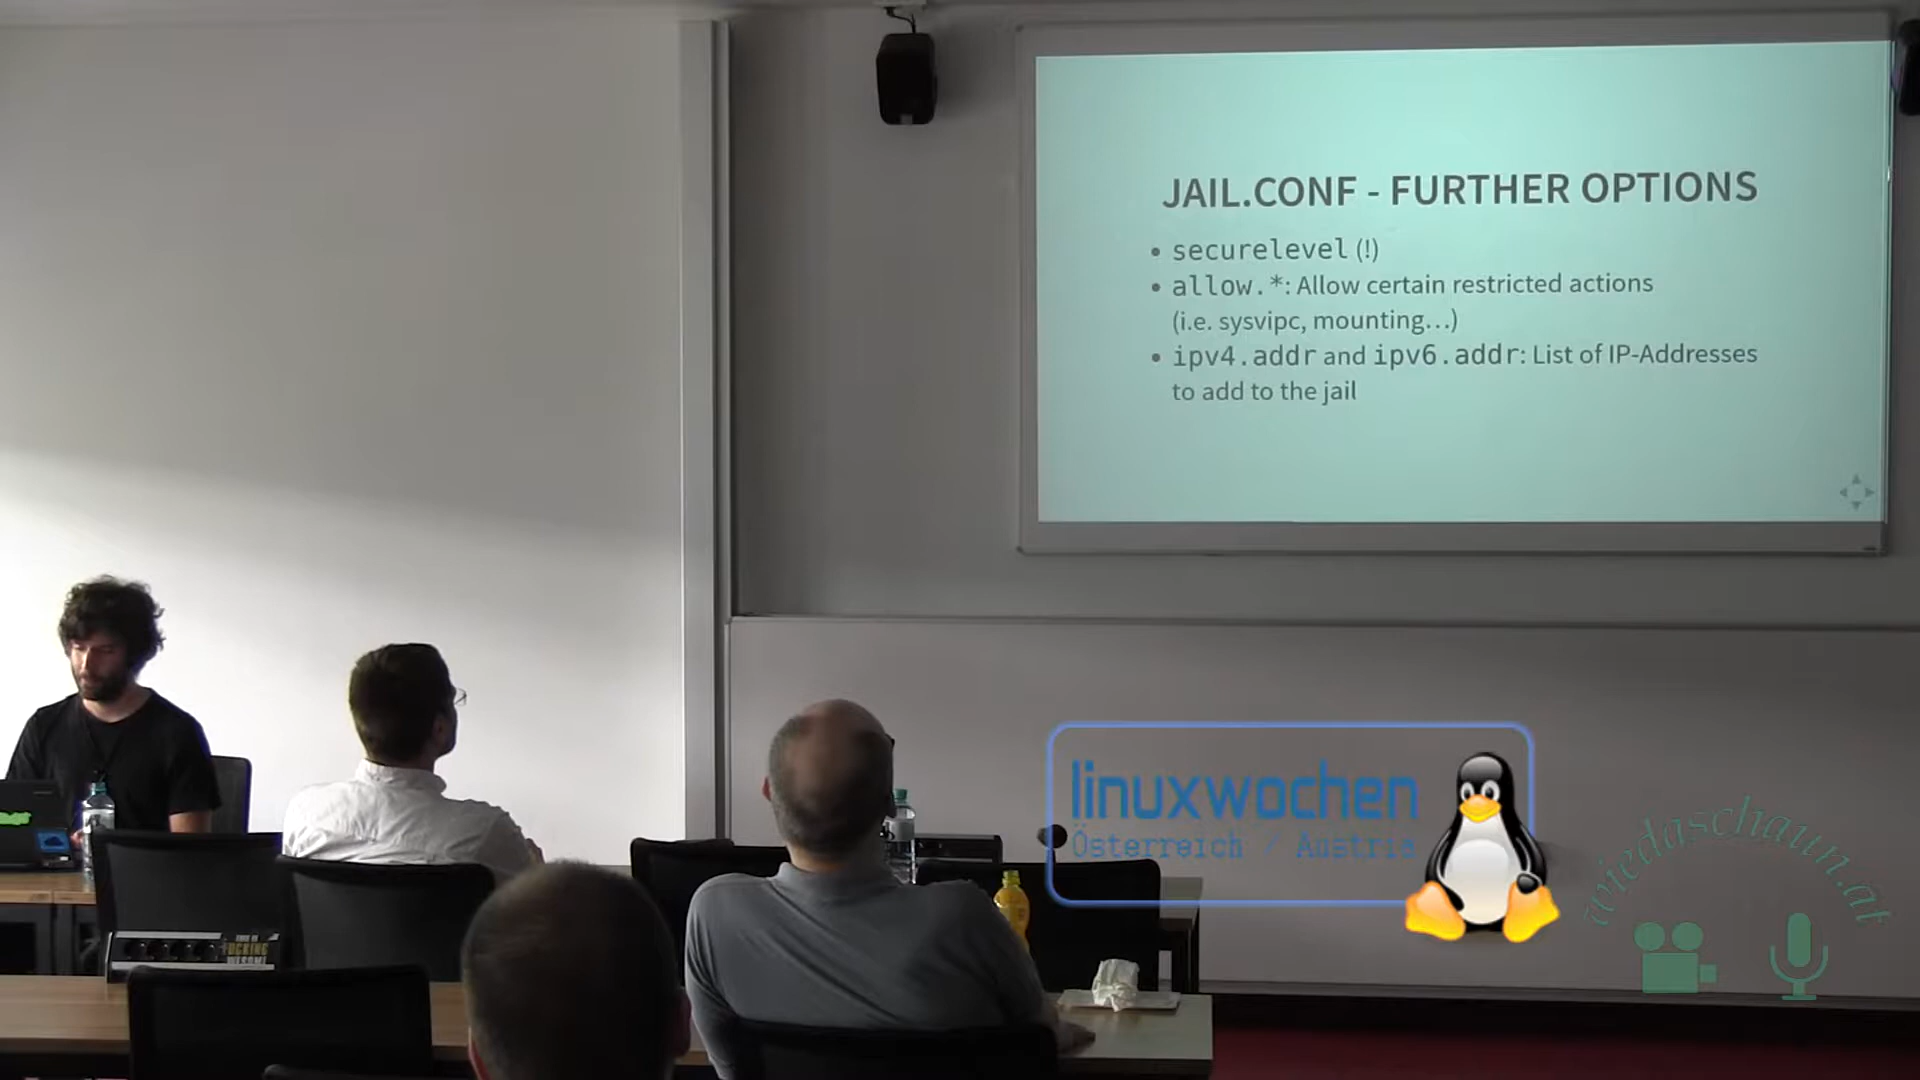 JAIL.CONF - FURTHER OPTIONS
• securelevel (!)
• allow.*: Allow certain restricted actions
(i.e. sysvipc, mounting...)
• ipv4.addr and ipv6.addr: List of IP-Addresses
to add to the jail
linuxwochen
Österreich / Austria
wiedaschaun.at